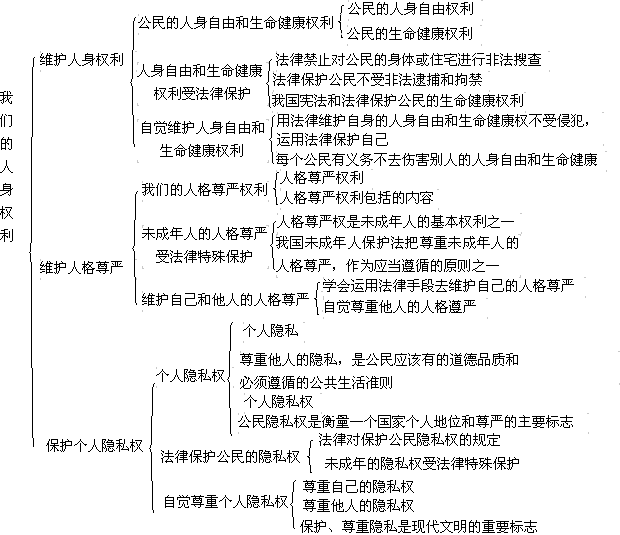 我们的人身权利
维护人身权利
公民的人身自由和生命健康权利
公民的人身自由权利
公民的生命健康权利
人身自由和生命健康
权利受法律保护
法律禁止对公民的身体或住宅进行非法搜查
法律保护公民不受非法逮捕和拘禁
我国宪法和法律保护公民的生命健康权利
自觉维护人身自由和
生命健康权利
用法律维护自身的人身自由和生命健康权不受侵犯，
运用法律保护自己
每个公民有义务不去伤害别人的人身自由和生命健康
维护人格尊严
我们的人格尊严权利
人格尊严权利
人格尊严权利包括的内容
未成年人的人格尊严
受法律特殊保护
人格尊严权是未成年人的基本权利之一
我国未成年人保护法把尊重未成年人的
人格尊严，作为应当遵循的原则之一
维护自己和他人的人格尊严
学会运用法律手段去维护自己的人格尊严
自觉尊重他人的人格遵严
保护个人隐私权
个人隐私权
个人隐私
尊重他人的隐私，是公民应该有的道德品质和
必须遵循的公共生活淮则
个人隐私权
公民隐私权是衡量一个国家个人地位和尊严的主要标志
法律保护公民的隐私权
法律对保护公民隐私权的规定
未成年的隐私权受法律特殊保护
自觉尊重个人隐私权
尊重自己的隐私权
尊重他人的隐私权
保护、尊重隐私是现代文明的重要标志